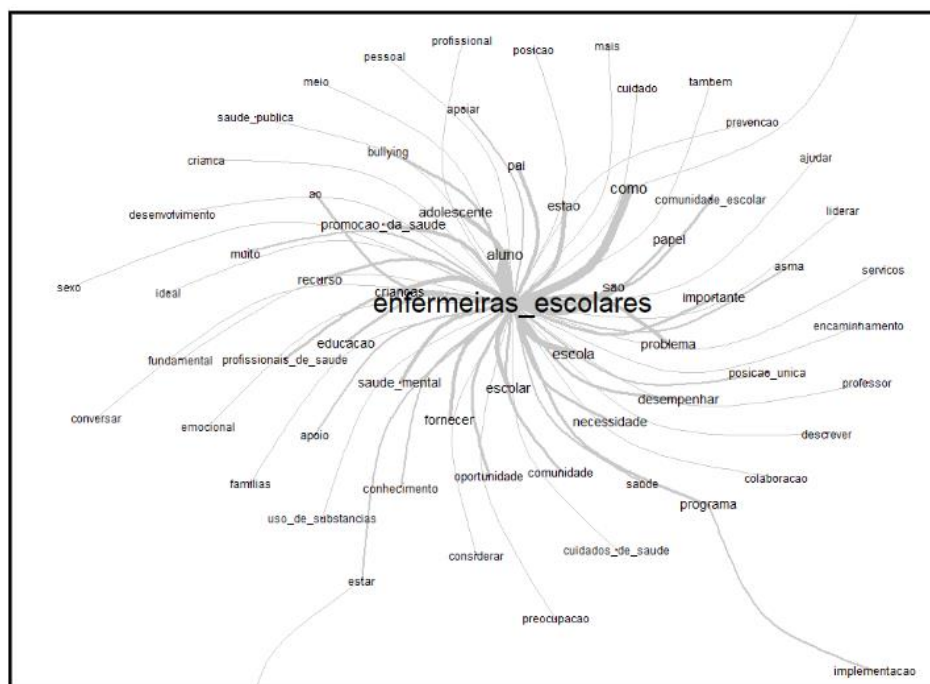 profissional
posicao
mais
pessoal
meio
cuidado
tambem
apoiar
saude_publica
prevencao
bullying
crianca
pai
ajudar
ao
como
comunidade_escolar
desenvolvimento
adolescente
estao
liderar
promocao_da_saude
papel
muito
aluno
asma
servicos
sexo
ideal
recurso
criancas
sao
importante
enfermeiras_escolares
encaminhamento
educacao
problema
fundamental
profissionais_de_saude
escola
posicao_unica
saude_mental
escolar
professor
desempenhar
conversar
emocional
apoio
fornecer
necessidade
descrever
familias
conhecimento
oportunidade
comunidade
saude
colaboracao
programa
uso_de_substancias
considerar
cuidados_de_saude
estar
preocupacao
implementacao